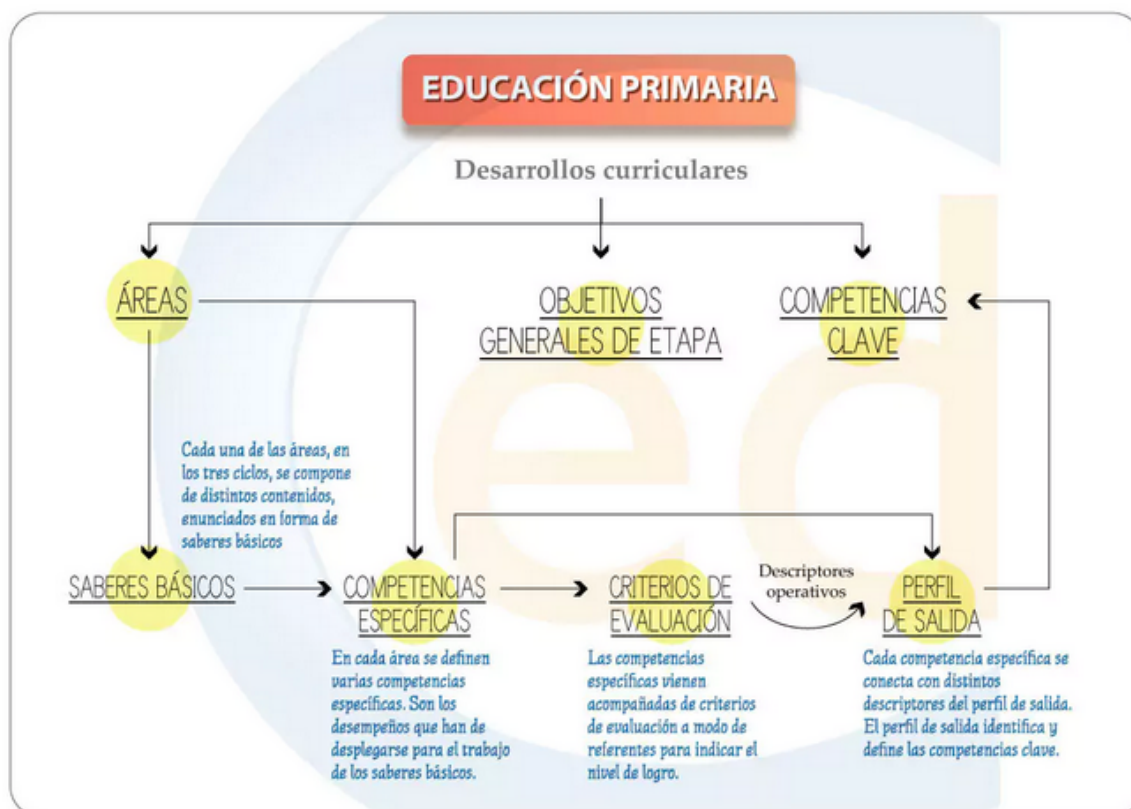 EDUCACIÓN PRIMARIA
Desarrollos curriculares
ÁREAS
OBJETIVOS
GENERALES DE ETAPA
COMPETENCIAS
CLAVE
Cada una de las áreas, en
los tres ciclos, se compone
de distintos contenidos,
enunciados en forma de
saberes básicos
SABERES BÁSICOS
COMPETENCIAS
ESPECÍFICAS
En cada área se definen
varias competencias
específicas. Son los
desempeños que han de
desplegarse para el trabajo
de los saberes básicos.
CRITERIOS DE
EVALUACIÓN
Las competencias
específicas vienen
acompañadas de criterios
de evaluación a modo de
referentes para indicar el
nivel de logro.
Descriptores
operativos
PERFIL
DE SALIDA
Cada competencia específica se
conecta con distintos
descriptores del perfil de salida.
El perfil de salida identifica y
define las competencias clave.
ced